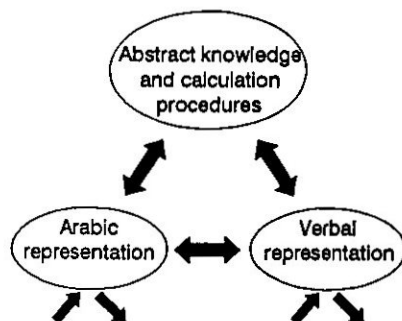 Abstract knowledge
and calculation
procedures
Arabic
representation
Verbal
representation